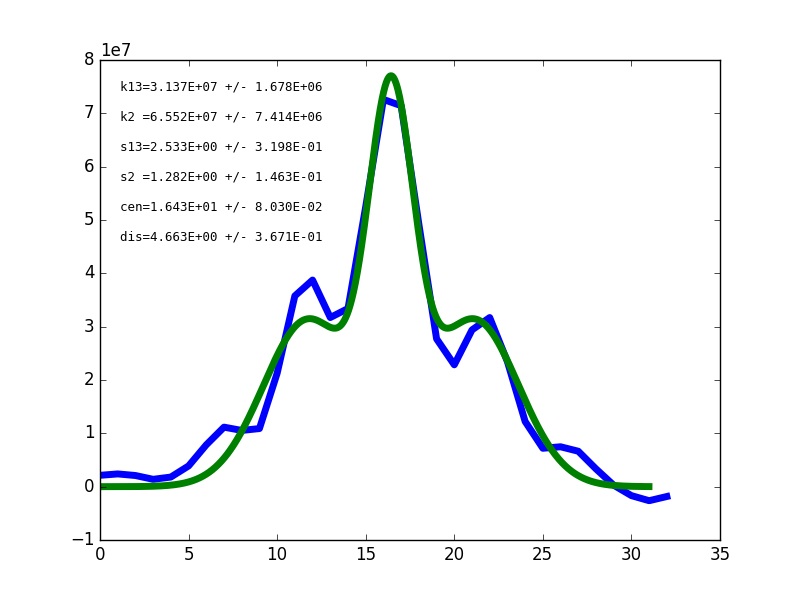 1e7
8
k13=3.137E+07 +/- 1.678E+06
7
k2 =6.552E+07 +/- 7.414E+06
s13=2.533E+00 +/- 3.198E-01
6
s2 =1.282E+00 +/- 1.463E-01
cen=1.643E+01 +/- 8.030E-02
5
dis=4.663E+00 +/- 3.671E-01
4
3
2
1
0
−1
0 5 10 15 20 25 30 35